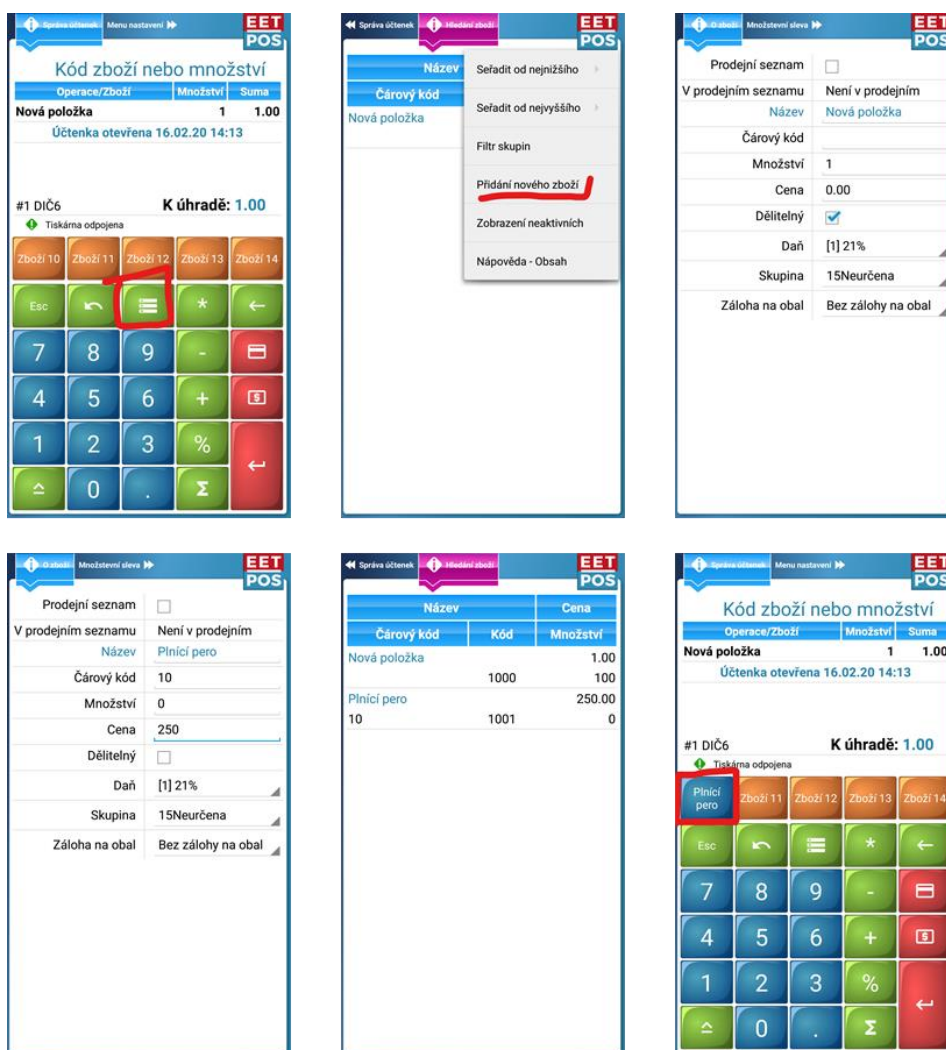 Správa účtenek Menu nastavení
EET
POS
Kód zboží nebo množství
Operace/Zboží Množství Suma
Nová položka 1 1.00
Účtenka otevřena 16.02.20 14:13
#1 DIČ6 K úhradě: 1.00
Tiskárna odpojena
Zboží 10 Zboží 11 Zboží 12 Zboží 13 Zboží 14
Esc *
7 8 9 -
4 5 6 +
1 2 3 %
0 . Σ
Správa účtenek Hledání zboží
EET
POS
Název
Čárový kód
Nová položka
Seřadit od nejnižšího
Seřadit od nejvyššího
Filtr skupin
Přidání nového zboží
Zobrazení neaktivních
Nápověda - Obsah
O zboží Množstevní sleva
EET
POS
Prodejní seznam
V prodejním seznamu Není v prodejním
Název Nová položka
Čárový kód
Množství 1
Cena 0.00
Dělitelný
Daň [1] 21%
Skupina 15Neurčena
Záloha na obal Bez zálohy na obal
O zboží Množstevní sleva
EET
POS
Prodejní seznam
V prodejním seznamu Není v prodejním
Název Plnící pero
Čárový kód 10
Množství 0
Cena 250
Dělitelný
Daň [1] 21%
Skupina 15Neurčena
Záloha na obal Bez zálohy na obal
Správa účtenek Hledání zboží
EET
POS
Název Cena
Čárový kód Kód Množství
Nová položka 1.00
1000 100
Plnící pero 250.00
10 1001 0
Správa účtenek Menu nastavení
EET
POS
Kód zboží nebo množství
Operace/Zboží Množství Suma
Nová položka 1 1.00
Účtenka otevřena 16.02.20 14:13
#1 DIČ6 K úhradě: 1.00
Tiskárna odpojena
Plnící pero Zboží 11 Zboží 12 Zboží 13 Zboží 14
Esc *
7 8 9 -
4 5 6 +
1 2 3 %
0 . Σ